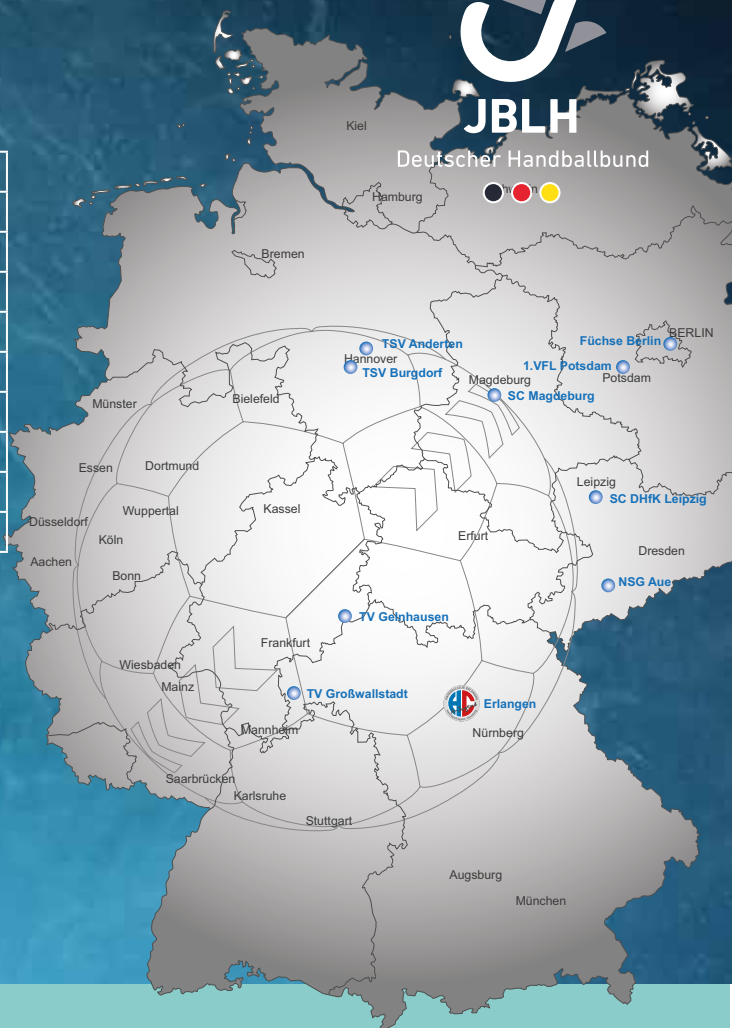 JBLH
Deutscher Handballbund
Kiel
Hamburg
Bremen
BERLIN
Füchse Berlin
TSV Anderten
Hannover
TSV Burgdorf
1.VFL Potsdam
Potsdam
Magdeburg
SC Magdeburg
Bielefeld
Münster
Essen
Dortmund
Leipzig
SC DHfK Leipzig
Wuppertal
Kassel
Düsseldorf
Köln
Erfurt
Dresden
Aachen
Bonn
NSG Aue
TV Gelnhausen
Frankfurt
Wiesbaden
Mainz
TV Großwallstadt
HC
Erlangen
Mannheim
Nürnberg
Saarbrücken
Karlsruhe
Stuttgart
Augsburg
München